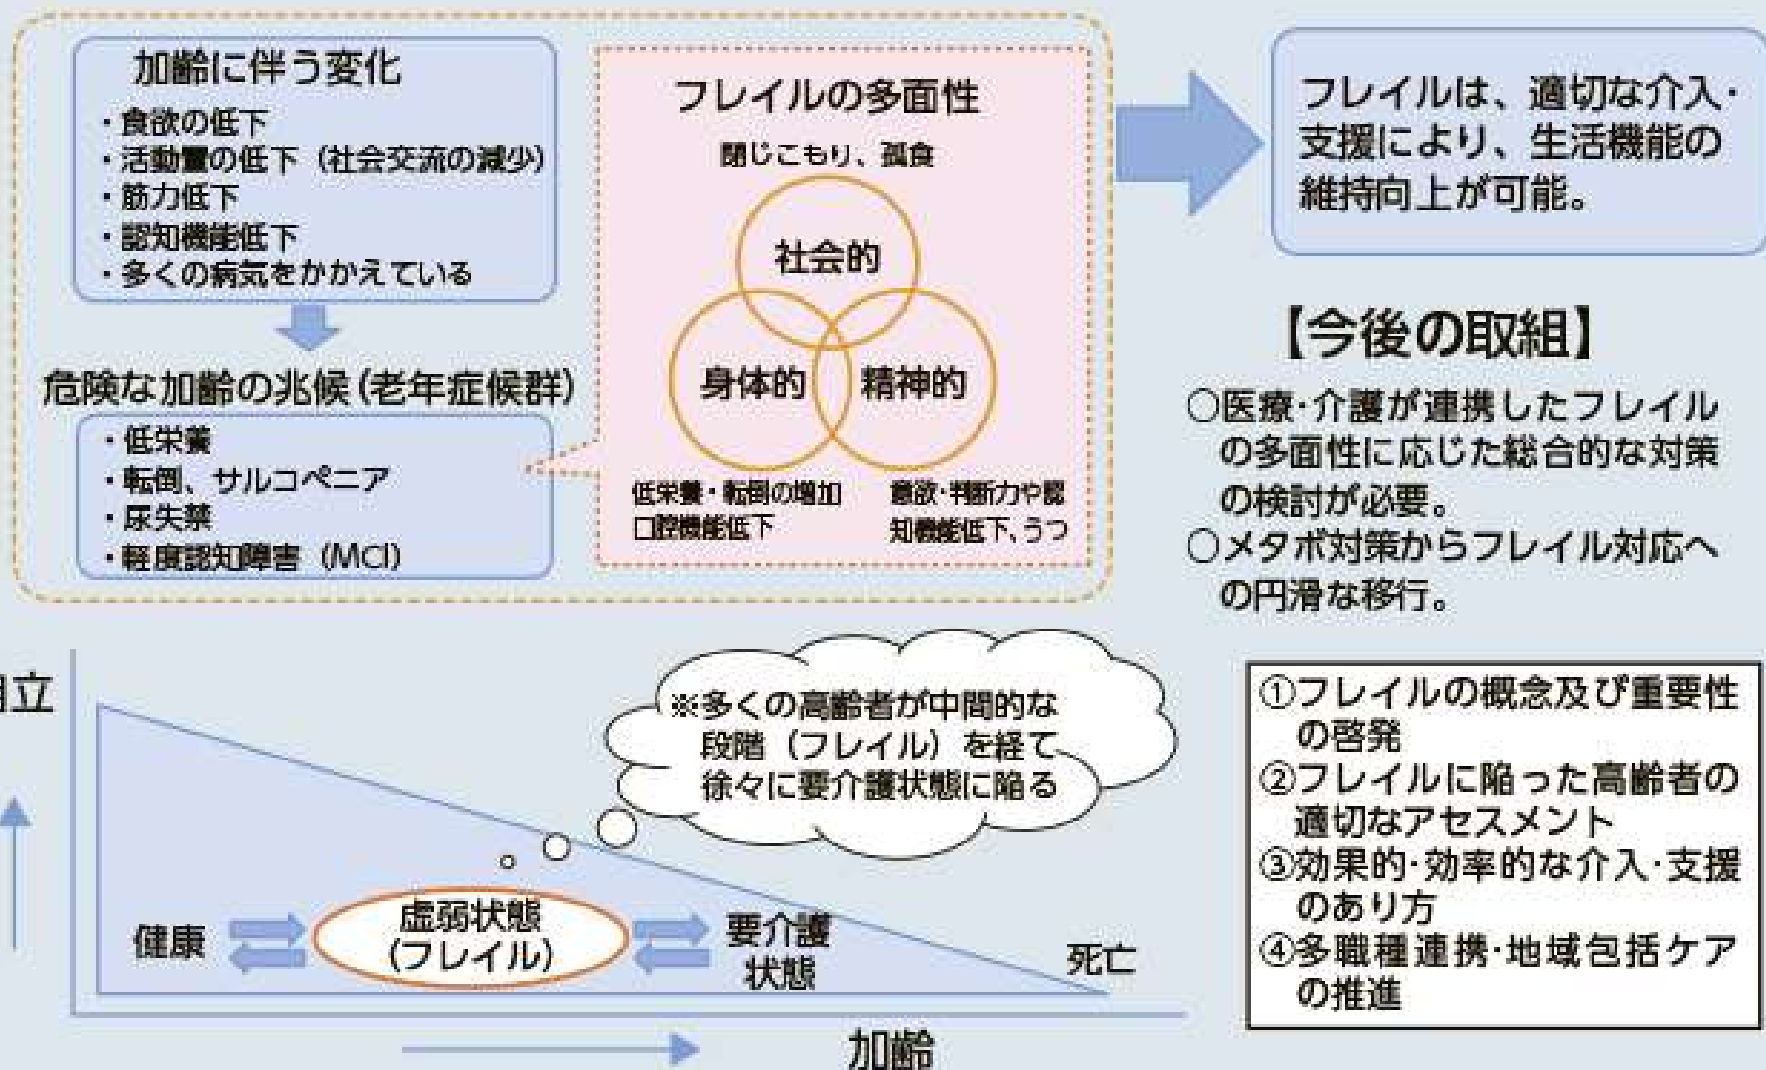 加齢に伴う変化
・食欲の低下
・活動量の低下（社会交流の減少）
・筋力低下
・認知機能低下
・多くの病気をかかえている
危険な加齢の兆候（老年症候群）
・低栄養
・転倒、サルコペニア
・尿失禁
・軽度認知障害（MCI）
フレイルの多面性
閉じこもり、孤食
社会的
身体的
精神的
低栄養・転倒の増加
口腔機能低下
意欲・判断力や認
知機能低下、うつ
フレイルは、適切な介入・
支援により、生活機能の
維持向上が可能。
【今後の取組】
○医療・介護が連携したフレイル
の多面性に応じた総合的な対策
の検討が必要。
○メタボ対策からフレイル対応へ
の円滑な移行。
自立
※多くの高齢者が中間的な
段階（フレイル）を経て
徐々に要介護状態に陥る
健康
虚弱状態
（フレイル）
要介護
状態
死亡
加齢
①フレイルの概念及び重要性
の啓発
②フレイルに陥った高齢者の
適切なアセスメント
③効果的・効率的な介入・支援
のあり方
④多職種連携・地域包括ケア
の推進